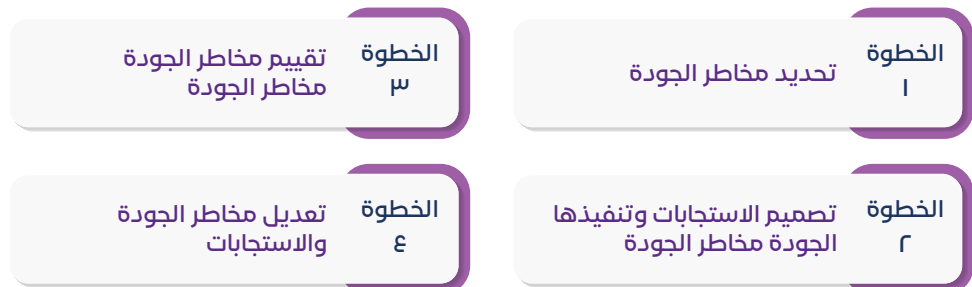 الخطوة
١
تحديد مخاطر الجودة
الخطوة
٢
تصميم الاستجابات وتنفيذها
الجودة مخاطر الجودة
الخطوة
٣
تقييم مخاطر الجودة
مخاطر الجودة
الخطوة
٤
تعديل مخاطر الجودة
والاستجابات